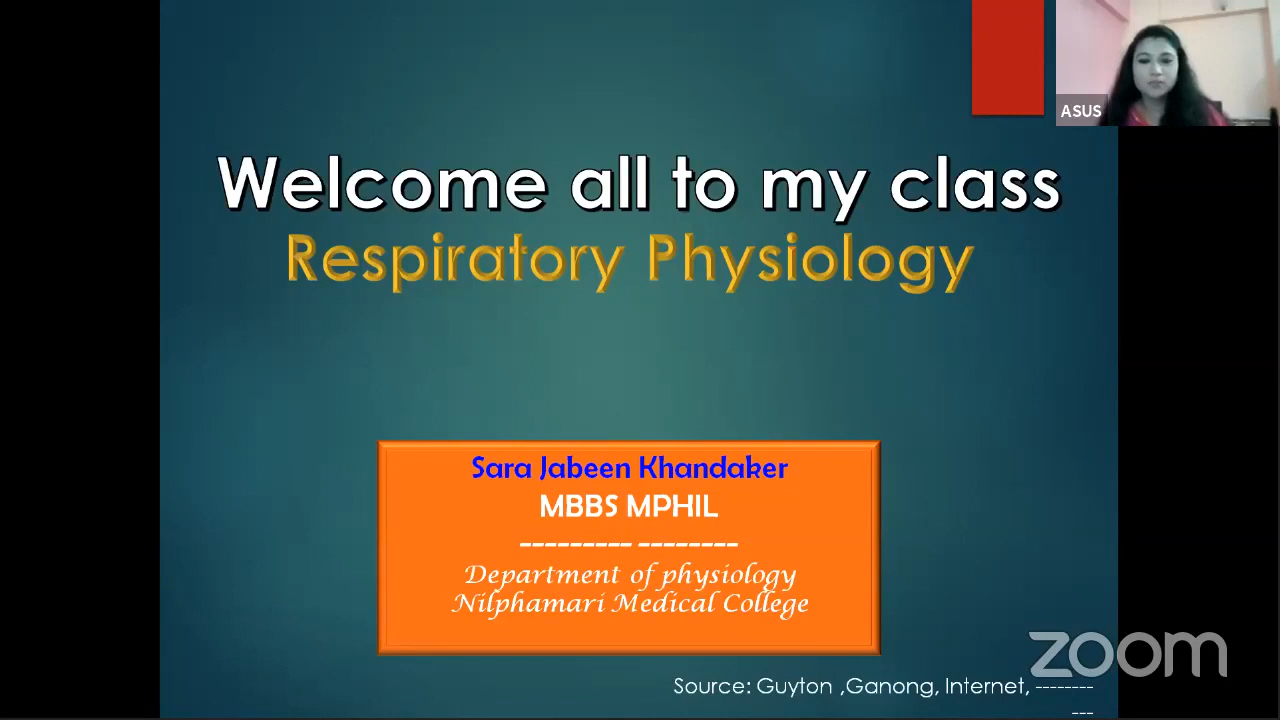 ASUS
Welcome all to my class
Respiratory Physiology
Sara Jabeen Khandaker
MBBS MPHIL
--------- --------
Department of physiology
Nilphamari Medical College
zoom
Source: Guyton ,Ganong, Internet, --------
---